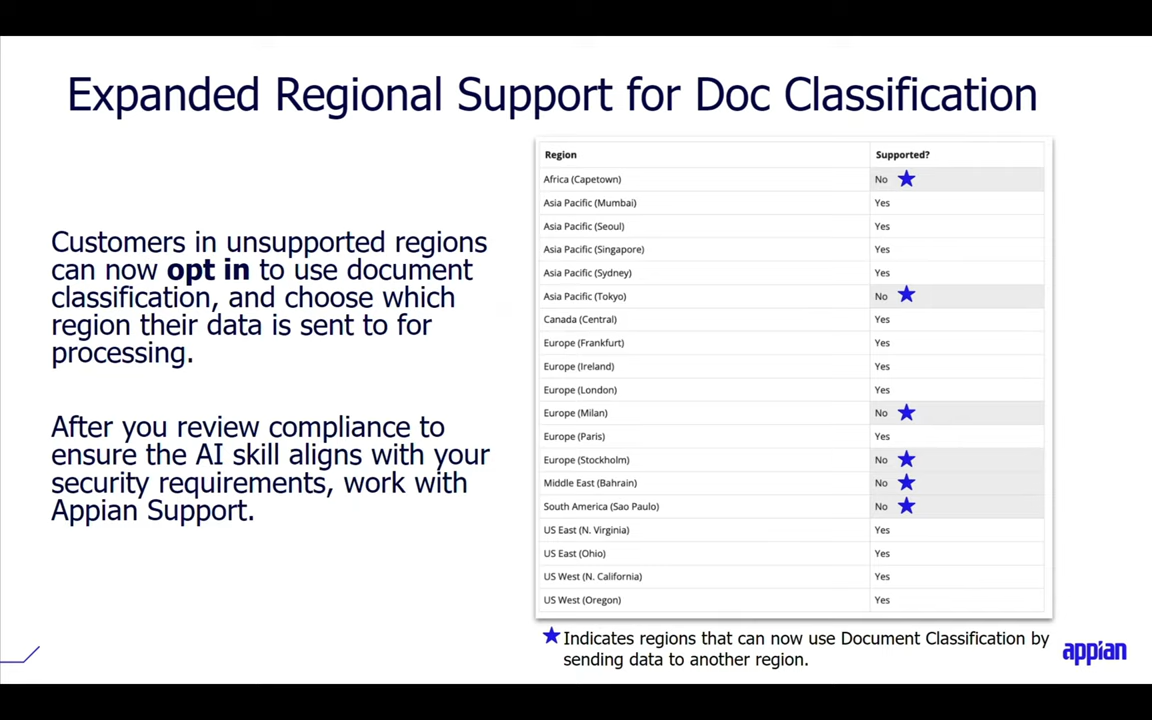 Expanded Regional Support for Doc Classification
Customers in unsupported regions
can now opt in to use document
classification, and choose which
region their data is sent to for
processing.
After you review compliance to
ensure the AI skill aligns with your
security requirements, work with
Appian Support.
Region Supported?
Africa (Capetown) No ★
Asia Pacific (Mumbai) Yes
Asia Pacific (Seoul) Yes
Asia Pacific (Singapore) Yes
Asia Pacific (Sydney) Yes
Asia Pacific (Tokyo) No ★
Canada (Central) Yes
Europe (Frankfurt) Yes
Europe (Ireland) Yes
Europe (London) Yes
Europe (Milan) No ★
Europe (Paris) Yes
Europe (Stockholm) No ★
Middle East (Bahrain) No ★
South America (Sao Paulo) No ★
US East (N. Virginia) Yes
US East (Ohio) Yes
US West (N. California) Yes
US West (Oregon) Yes
★ Indicates regions that can now use Document Classification by
sending data to another region.
appian